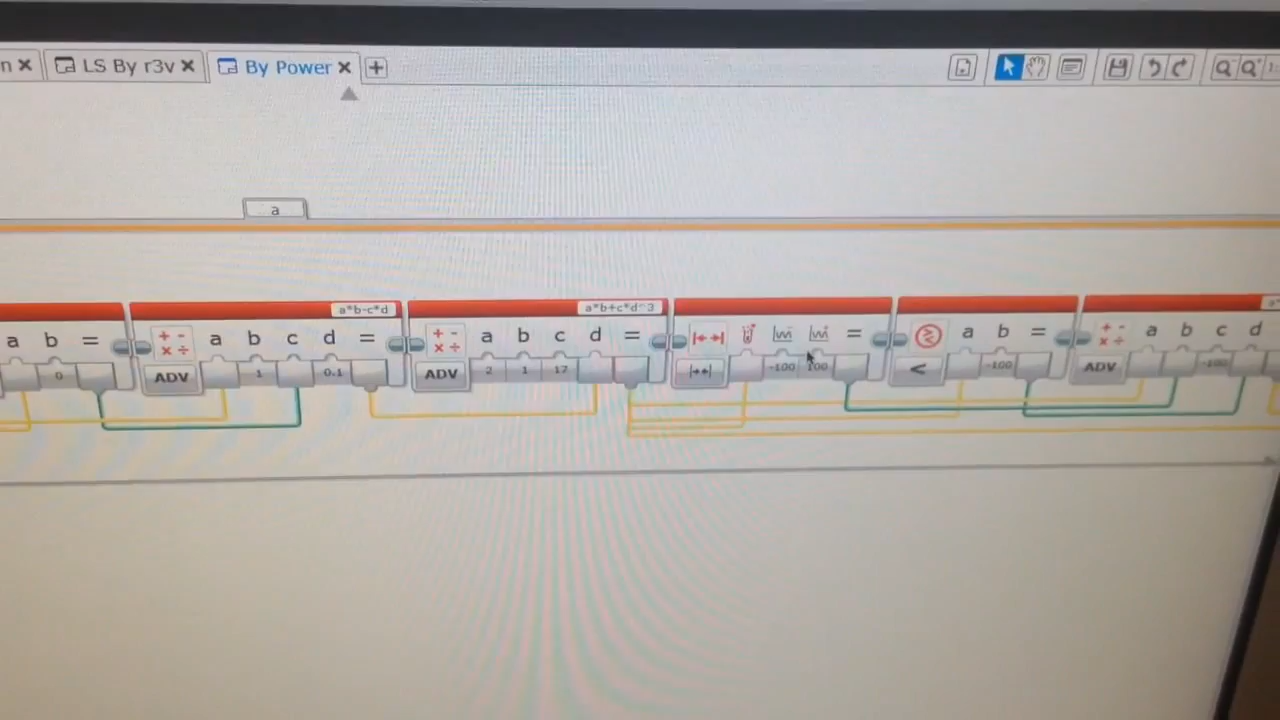 n LS By r3v By Power
a
a*b-c*d a*b+c*d^3
a b = a b c d = a b c d = = a b = a b c d
0 ADV 1 0.1 ADV 2 1 17 -100 100 < -100 ADV -100